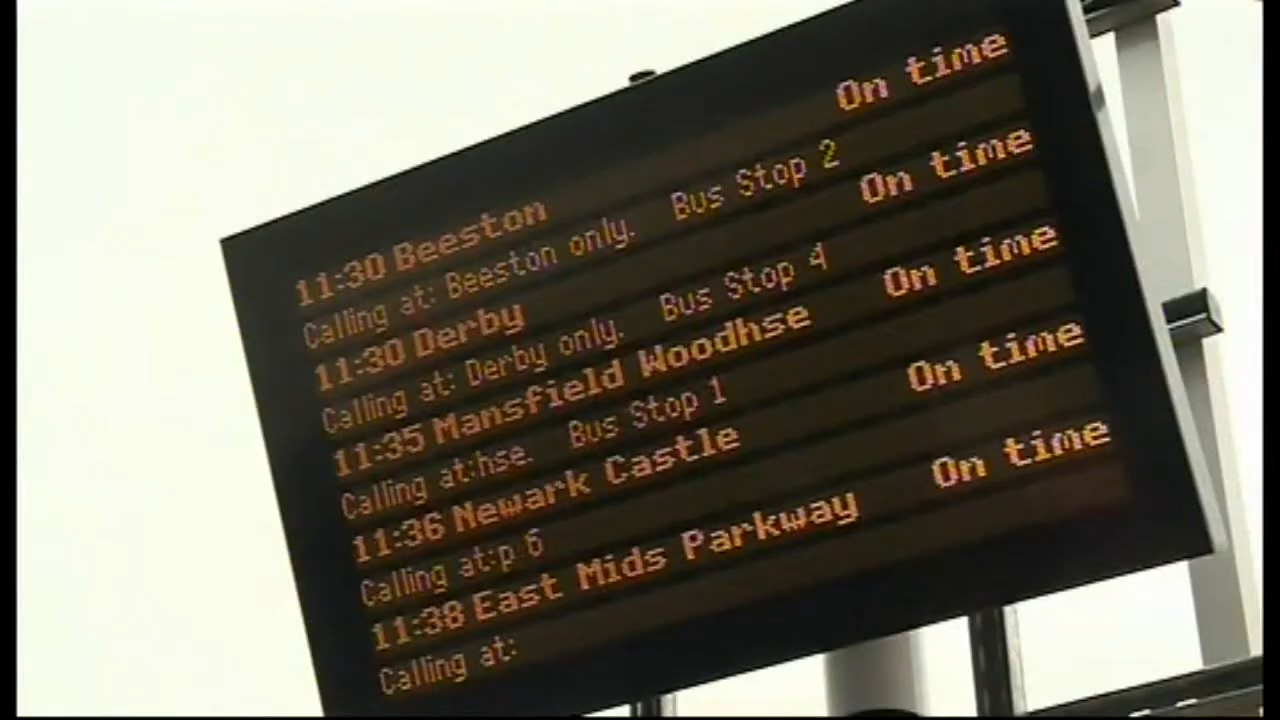 11:30 Beeston On time
Calling at: Beeston only. Bus Stop 2
11:30 Derby On time
Calling at: Derby only. Bus Stop 4
11:35 Mansfield Woodhse On time
Calling at:hse. Bus Stop 1
11:36 Newark Castle On time
Calling at:p 6
11:38 East Mids Parkway On time
Calling at: